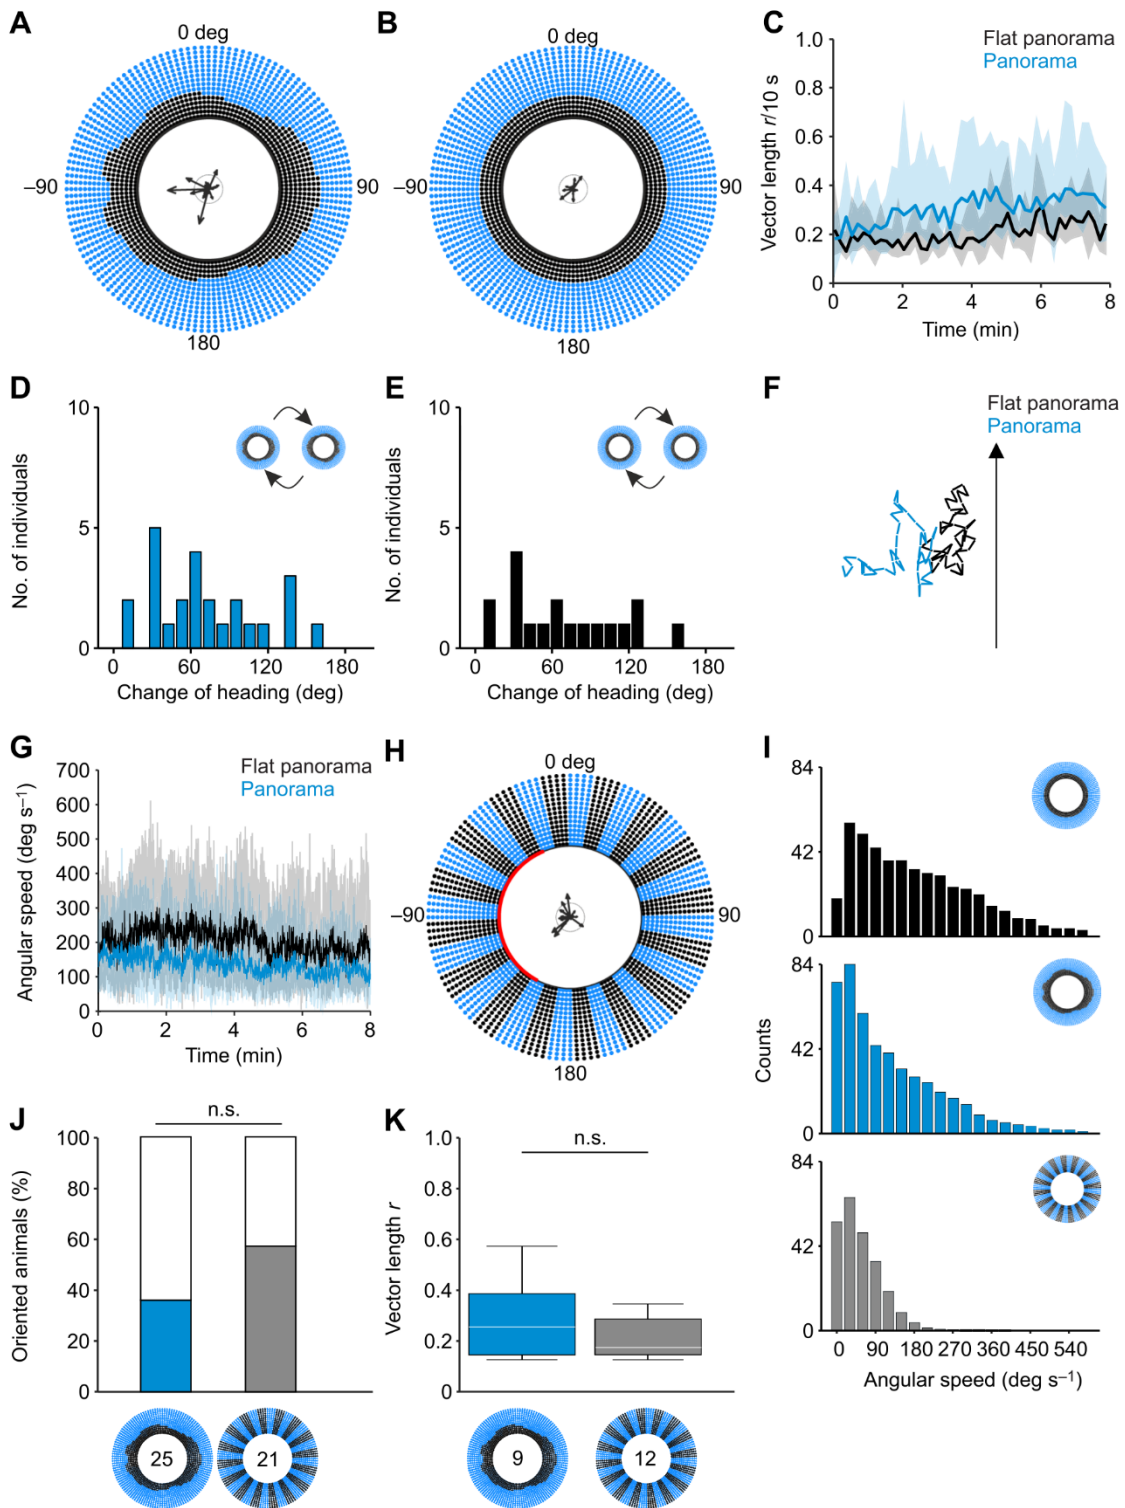 A
0 deg
–90
90
180
B
0 deg
–90
90
180
C
Flat panorama
Panorama
Vector length r/10 s
1.0
0.8
0.6
0.4
0.2
0
0 2 4 6 8
Time (min)
D
No. of individuals
10
5
0
0 60 120 180
Change of heading (deg)
E
No. of individuals
10
5
0
0 60 120 180
Change of heading (deg)
F
Flat panorama
Panorama
G
Flat panorama
Panorama
Angular speed (deg s–1)
700
600
500
400
300
200
100
0
0 2 4 6 8
Time (min)
H
0 deg
–90
90
180
I
84
42
0
84
42
0
84
42
0
Counts
0 90 180 270 360 450 540
Angular speed (deg s–1)
J
n.s.
Oriented animals (%)
100
80
60
40
20
0
25 21
K
n.s.
Vector length r
1.0
0.8
0.6
0.4
0.2
0
9 12